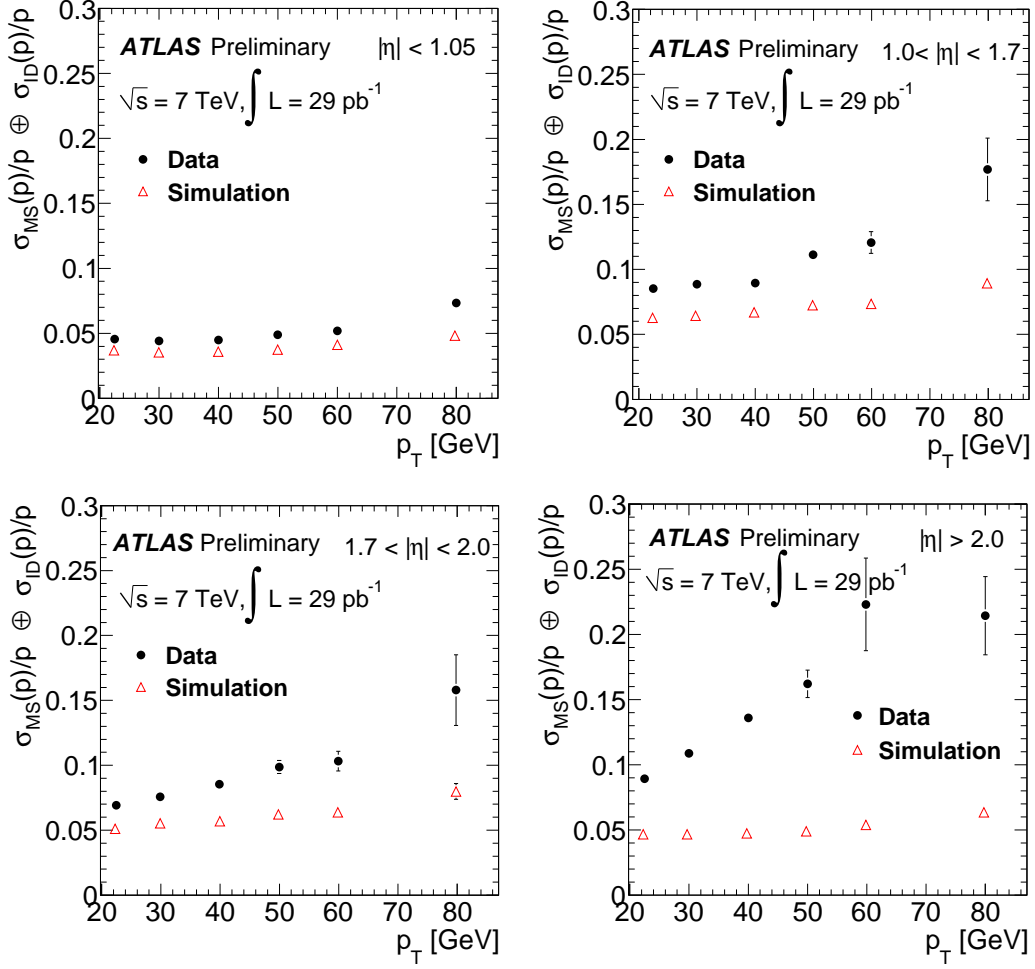 σ_MS(p)/p ⊕ σ_ID(p)/p
0.3
0.25
0.2
0.15
0.1
0.05
0
ATLAS Preliminary |η| < 1.05
√s = 7 TeV, ∫ L = 29 pb⁻¹
Data
Simulation
20 30 40 50 60 70 80
p_T [GeV]
σ_MS(p)/p ⊕ σ_ID(p)/p
0.3
0.25
0.2
0.15
0.1
0.05
0
ATLAS Preliminary 1.0< |η| < 1.7
√s = 7 TeV, ∫ L = 29 pb⁻¹
Data
Simulation
20 30 40 50 60 70 80
p_T [GeV]
σ_MS(p)/p ⊕ σ_ID(p)/p
0.3
0.25
0.2
0.15
0.1
0.05
0
ATLAS Preliminary 1.7 < |η| < 2.0
√s = 7 TeV, ∫ L = 29 pb⁻¹
Data
Simulation
20 30 40 50 60 70 80
p_T [GeV]
σ_MS(p)/p ⊕ σ_ID(p)/p
0.3
0.25
0.2
0.15
0.1
0.05
0
ATLAS Preliminary |η| > 2.0
√s = 7 TeV, ∫ L = 29 pb⁻¹
Data
Simulation
20 30 40 50 60 70 80
p_T [GeV]